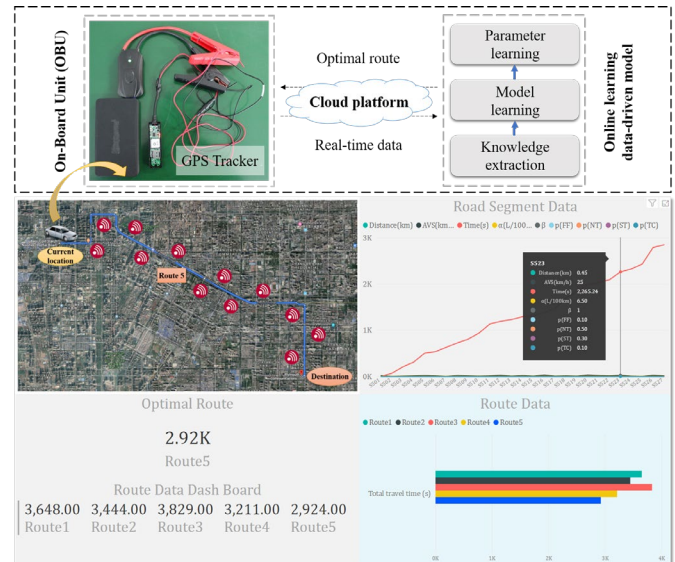 On-Board Unit (OBU)
GPS Tracker
Optimal route
Cloud platform
Real-time data
Parameter
learning
Model
learning
Knowledge
extraction
Online learning
data-driven model
Current
location
Route 5
Destination
Road Segment Data
Distance(km) AVS(km... Time(s) α(L/100... β p(FF) p(NT) p(ST) p(TC)
3K
2K
1K
0K
SS23
Distance(km) 0.45
AVS(km/h) 25
Time(s) 2,265.24
α(L/100km) 6.50
β 1
p(FF) 0.10
p(NT) 0.50
p(ST) 0.30
p(TC) 0.10
Optimal Route
2.92K
Route5
Route Data Dash Board
3,648.00 3,444.00 3,829.00 3,211.00 2,924.00
Route1 Route2 Route3 Route4 Route5
Route Data
Route1 Route2 Route3 Route4 Route5
Total travel time (s)
0K 1K 2K 3K 4K